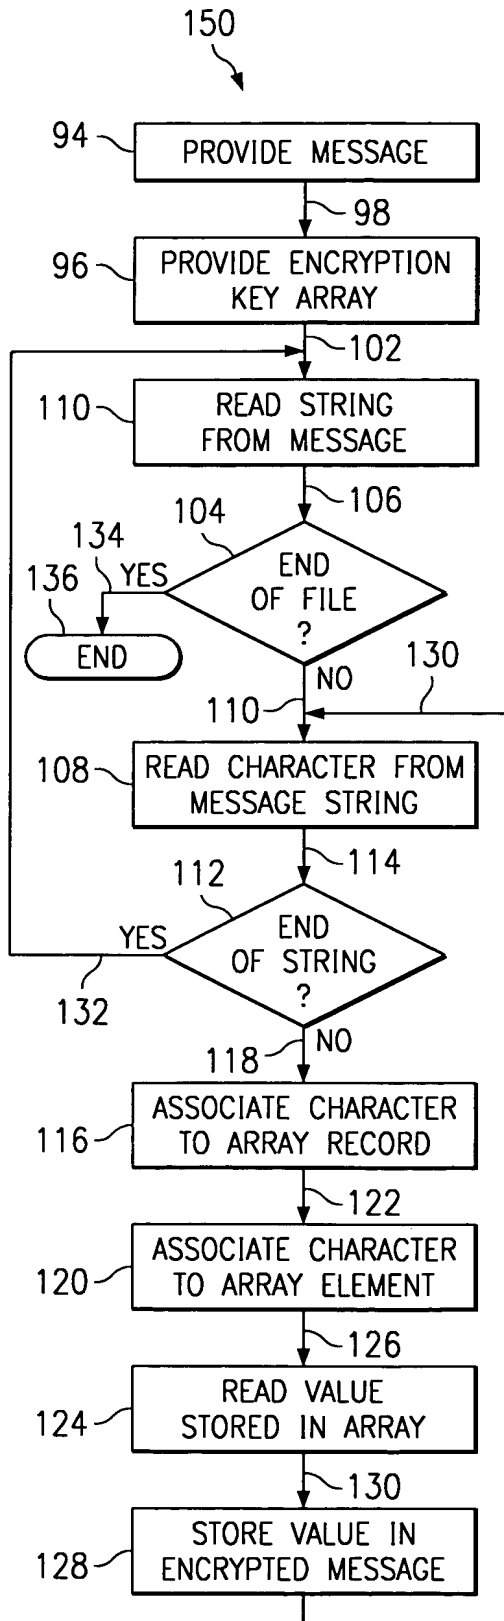 150
94
PROVIDE MESSAGE
98
96
PROVIDE ENCRYPTION
KEY ARRAY
102
110
READ STRING
FROM MESSAGE
106
104
134
YES
136
END
OF FILE
?
END
NO
110
130
108
READ CHARACTER FROM
MESSAGE STRING
114
112
YES
END
OF STRING
?
132
NO
118
116
ASSOCIATE CHARACTER
TO ARRAY RECORD
122
120
ASSOCIATE CHARACTER
TO ARRAY ELEMENT
126
124
READ VALUE
STORED IN ARRAY
130
128
STORE VALUE IN
ENCRYPTED MESSAGE